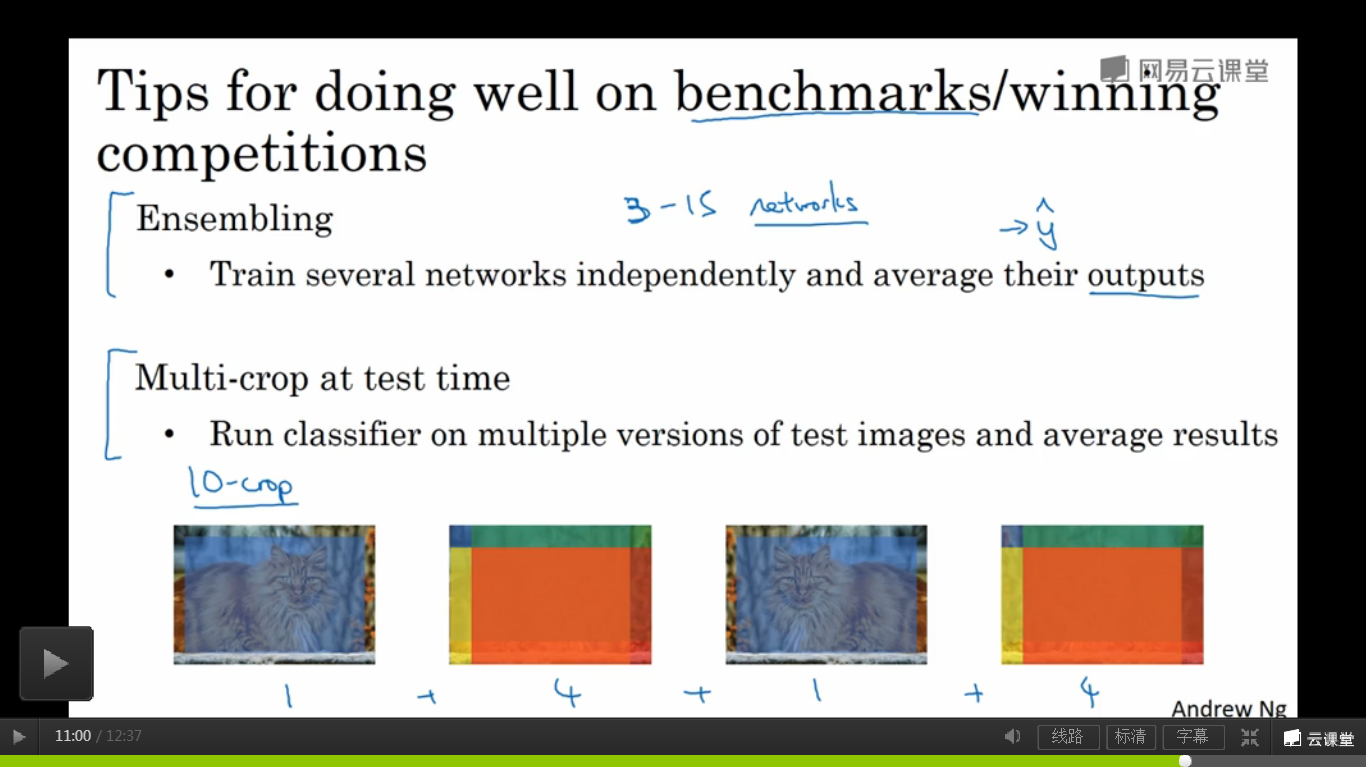 网易云课堂
Tips for doing well on benchmarks/winning
competitions
3-15 networks
→ ŷ
Ensembling
• Train several networks independently and average their outputs
Multi-crop at test time
• Run classifier on multiple versions of test images and average results
10-crop
1 + 4 + 1 + 4
Andrew Ng
11:00 / 12:37
线路 标清 字幕 云课堂